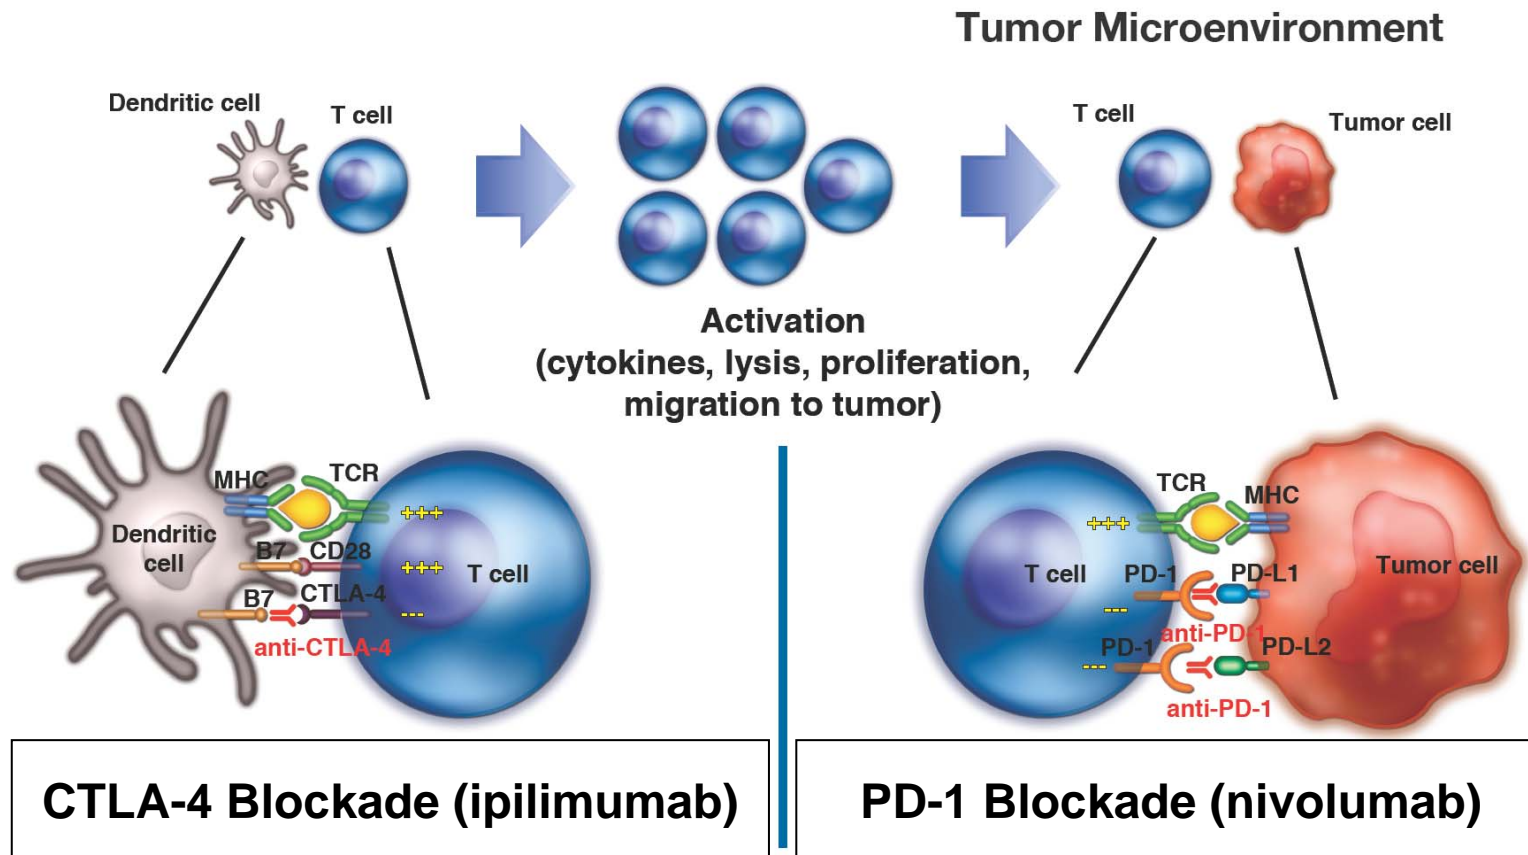 Tumor Microenvironment
Dendritic cell
T cell
T cell
Tumor cell
Activation
(cytokines, lysis, proliferation,
migration to tumor)
MHC
TCR
+++
Dendritic
cell
B7
CD28
+++
T cell
B7
CTLA-4
---
anti-CTLA-4
TCR
MHC
+++
T cell
PD-1
PD-L1
Tumor cell
---
anti-PD-1
PD-1
PD-L2
---
anti-PD-1
CTLA-4 Blockade (ipilimumab)
PD-1 Blockade (nivolumab)